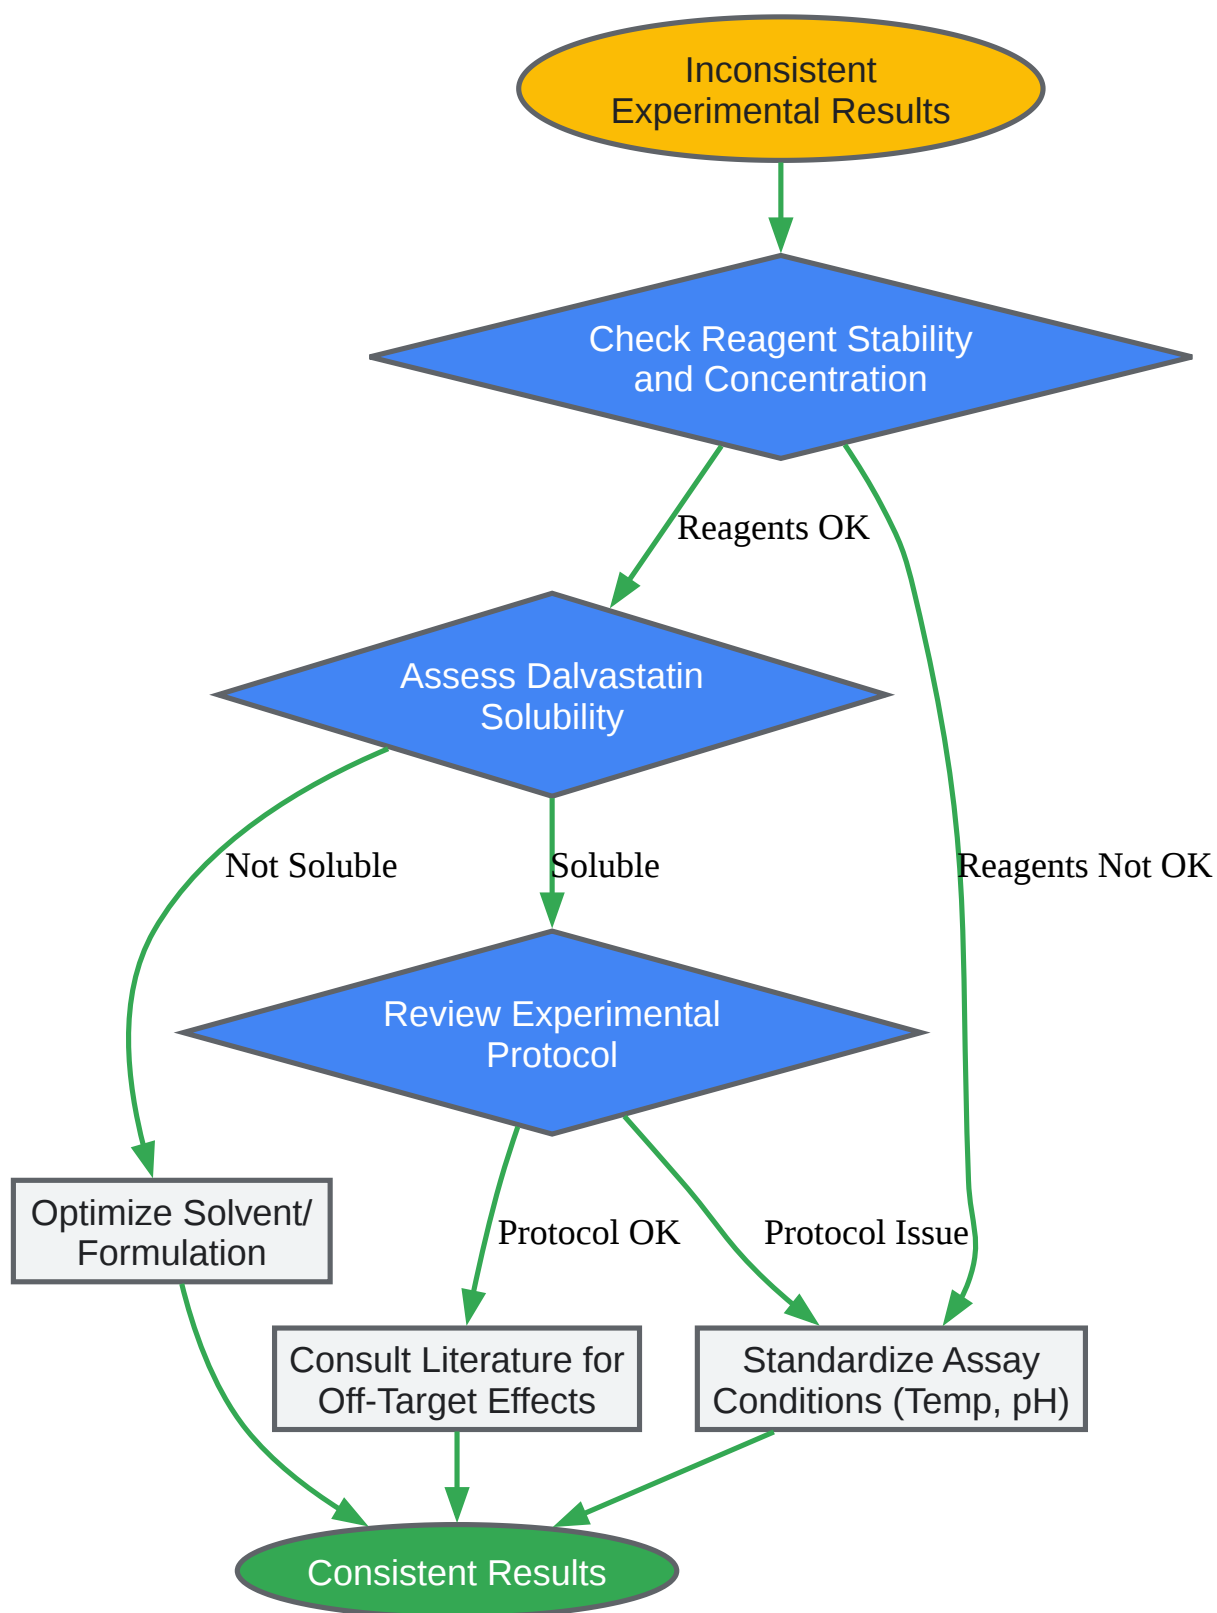 Inconsistent
Experimental Results
Check Reagent Stability
and Concentration
Reagents OK
Assess Dalvastatin
Solubility
Not Soluble
Soluble
Reagents Not OK
Review Experimental
Protocol
Optimize Solvent/
Formulation
Protocol OK
Protocol Issue
Consult Literature for
Off-Target Effects
Standardize Assay
Conditions (Temp, pH)
Consistent Results